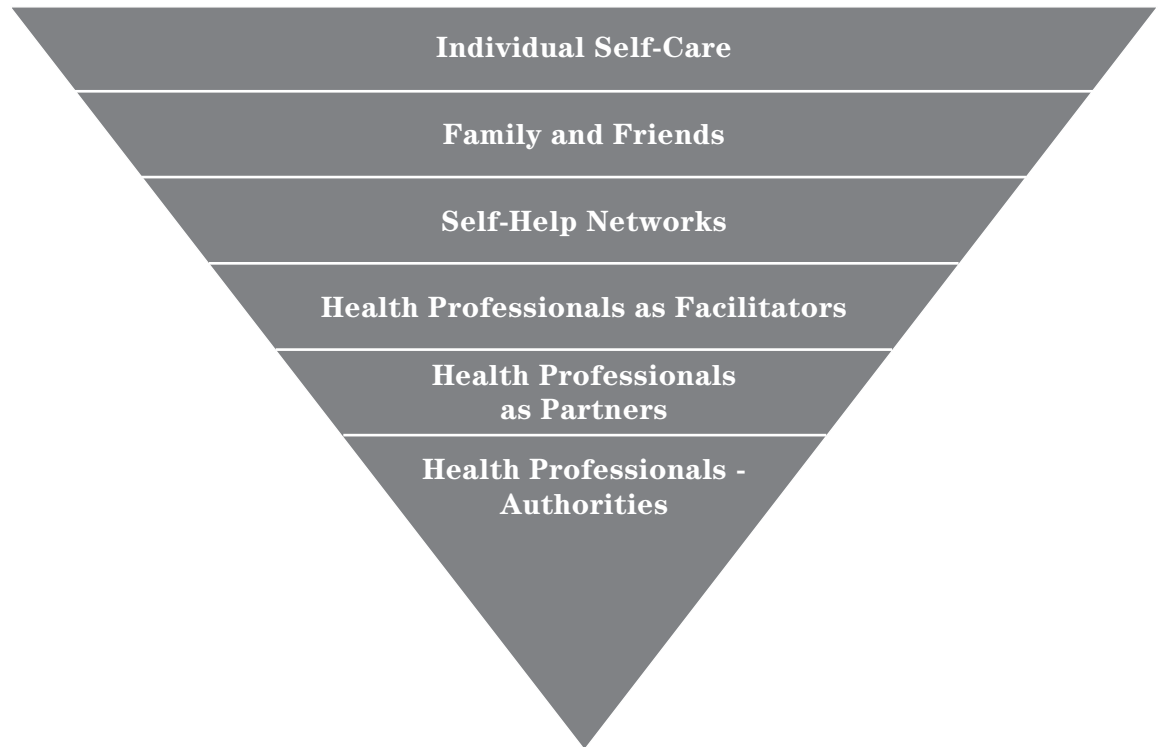 Individual Self-Care
Family and Friends
Self-Help Networks
Health Professionals as Facilitators
Health Professionals
as Partners
Health Professionals -
Authorities